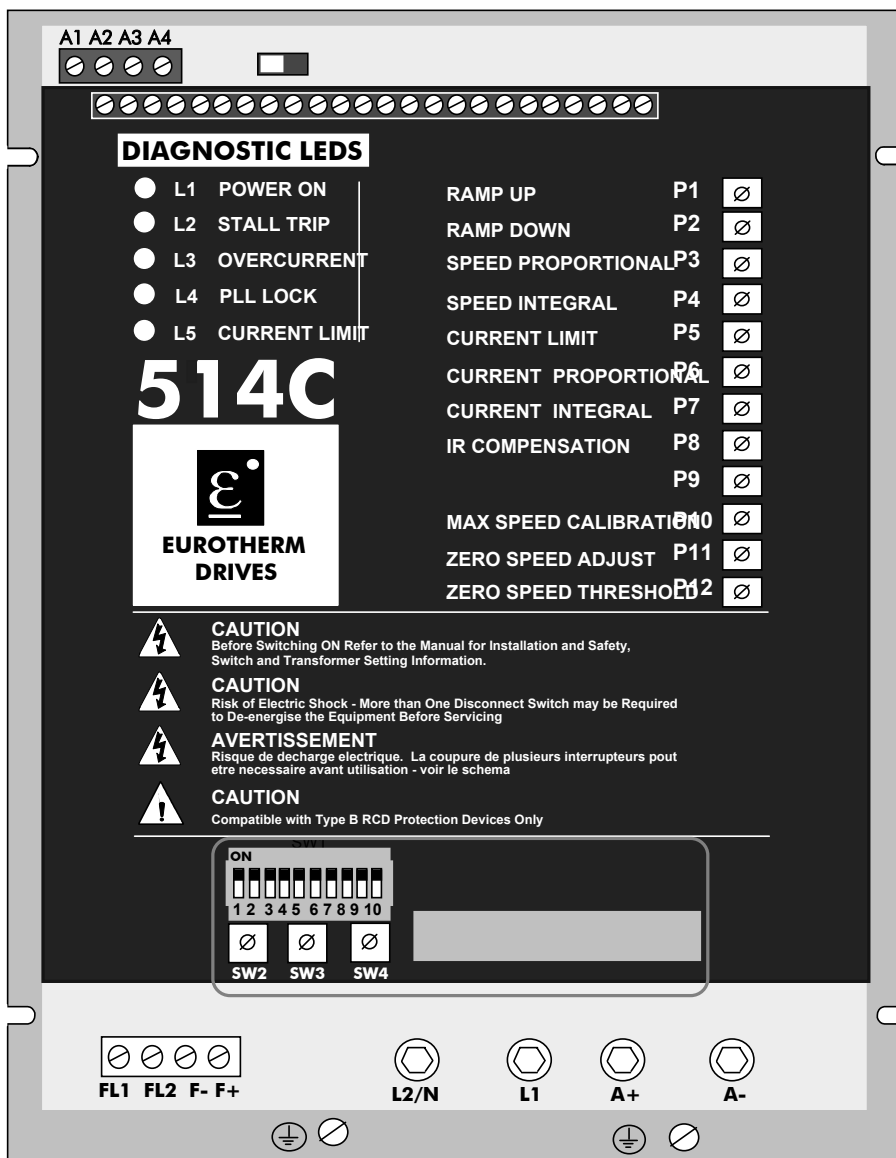 A1 A2 A3 A4
DIAGNOSTIC LEDS
L1 POWER ON
L2 STALL TRIP
L3 OVERCURRENT
L4 PLL LOCK
L5 CURRENT LIMIT
RAMP UP P1
RAMP DOWN P2
SPEED PROPORTIONAL P3
SPEED INTEGRAL P4
CURRENT LIMIT P5
CURRENT PROPORTIONAL P6
CURRENT INTEGRAL P7
IR COMPENSATION P8
P9
MAX SPEED CALIBRATION P10
ZERO SPEED ADJUST P11
ZERO SPEED THRESHOLD P12
514C
ε
EUROTHERM
DRIVES
CAUTION
Before Switching ON Refer to the Manual for Installation and Safety,
Switch and Transformer Setting Information.
CAUTION
Risk of Electric Shock - More than One Disconnect Switch may be Required
to De-energise the Equipment Before Servicing
AVERTISSEMENT
Risque de decharge electrique. La coupure de plusieurs interrupteurs pout
etre necessaire avant utilisation - voir le schema
!
CAUTION
Compatible with Type B RCD Protection Devices Only
SW1
ON
1 2 3 4 5 6 7 8 9 10
SW2 SW3 SW4
FL1 FL2 F- F+
L2/N L1 A+ A-